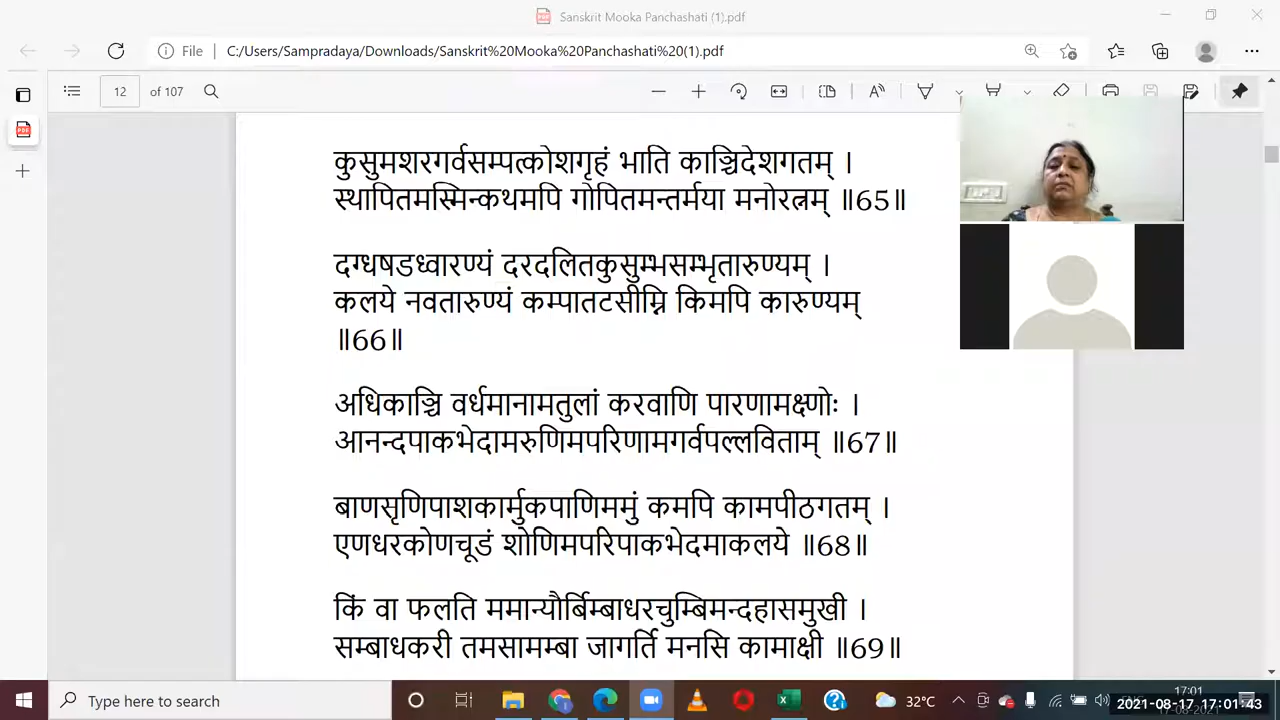 Sanskrit Mooka Panchashati (1).pdf
File C:/Users/Sampradaya/Downloads/Sanskrit%20Mooka%20Panchashati%20(1).pdf
12 of 107
कुसुमशरगर्वसम्पत्कोशगृहं भाति काञ्चिदेशगतम् ।
स्थापितमस्मिन्कथमपि गोपितमन्तर्मया मनोरत्नम् ॥65॥
दग्धषडध्वारण्यं दरदलितकुसुम्भसम्भृतारुण्यम् ।
कलये नवतारुण्यं कम्पातटसीम्नि किमपि कारुण्यम्
॥66॥
अधिकाञ्चि वर्धमानामतुलां करवाणि पारणामक्ष्णोः ।
आनन्दपाकभेदामरुणिमपरिणामगर्वपल्लविताम् ॥67॥
बाणसृणिपाशकार्मुकपाणिममुं कमपि कामपीठगतम् ।
एणधरकोणचूडं शोणिमपरिपाकभेदमाकलये ॥68॥
किं वा फलति ममान्यौर्बिम्बाधरचुम्बिमन्दहासमुखी ।
सम्बाधकरी तमसामम्बा जागर्ति मनसि कामाक्षी ॥69॥
Type here to search
32°C
17:01
2021-08-17, 17:01:43